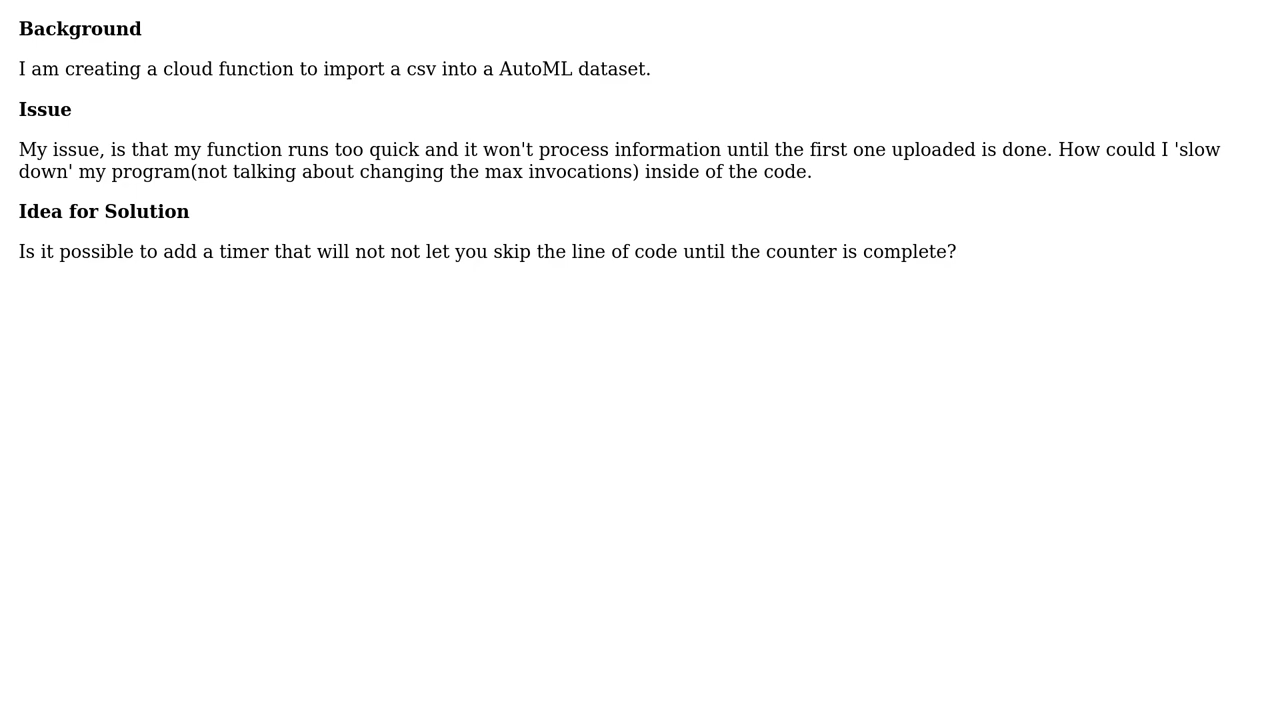 Background
I am creating a cloud function to import a csv into a AutoML dataset.
Issue
My issue, is that my function runs too quick and it won't process information until the first one uploaded is done. How could I 'slow
down' my program(not talking about changing the max invocations) inside of the code.
Idea for Solution
Is it possible to add a timer that will not not let you skip the line of code until the counter is complete?